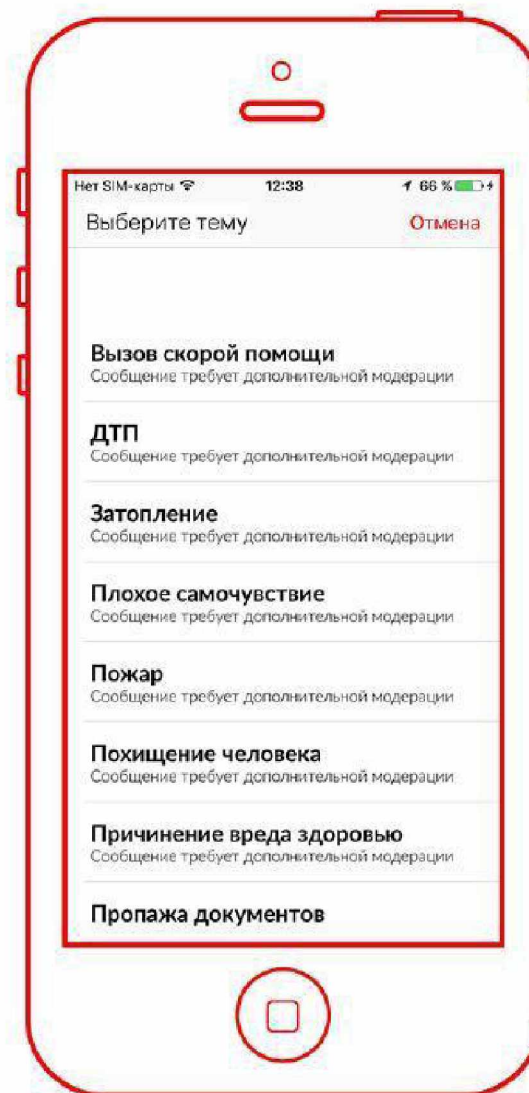 Нет SIM-карты 12:38 66 %
Выберите тему Отмена
Вызов скорой помощи
Сообщение требует дополнительной модерации
ДТП
Сообщение требует дополнительной модерации
Затопление
Сообщение требует дополнительной модерации
Плохое самочувствие
Сообщение требует дополнительной модерации
Пожар
Сообщение требует дополнительной модерации
Похищение человека
Сообщение требует дополнительной модерации
Причинение вреда здоровью
Сообщение требует дополнительной модерации
Пропажа документов